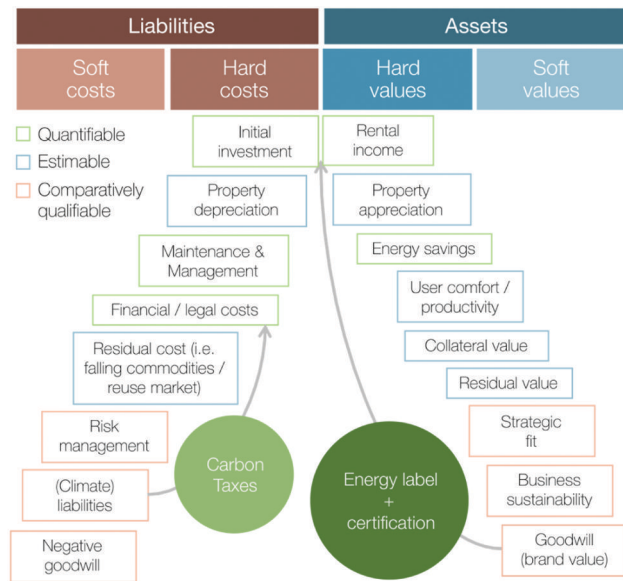 Liabilities
Assets
Soft
costs
Hard
costs
Hard
values
Soft
values
Quantifiable
Estimable
Comparatively
qualifiable
Initial
investment
Rental
income
Property
depreciation
Property
appreciation
Maintenance &
Management
Energy savings
Financial / legal costs
User comfort /
productivity
Residual cost (i.e.
falling commodities /
reuse market)
Collateral value
Residual value
Risk
management
Strategic
fit
Carbon
Taxes
Energy label
+
certification
(Climate)
liabilities
Business
sustainability
Negative
goodwill
Goodwill
(brand value)